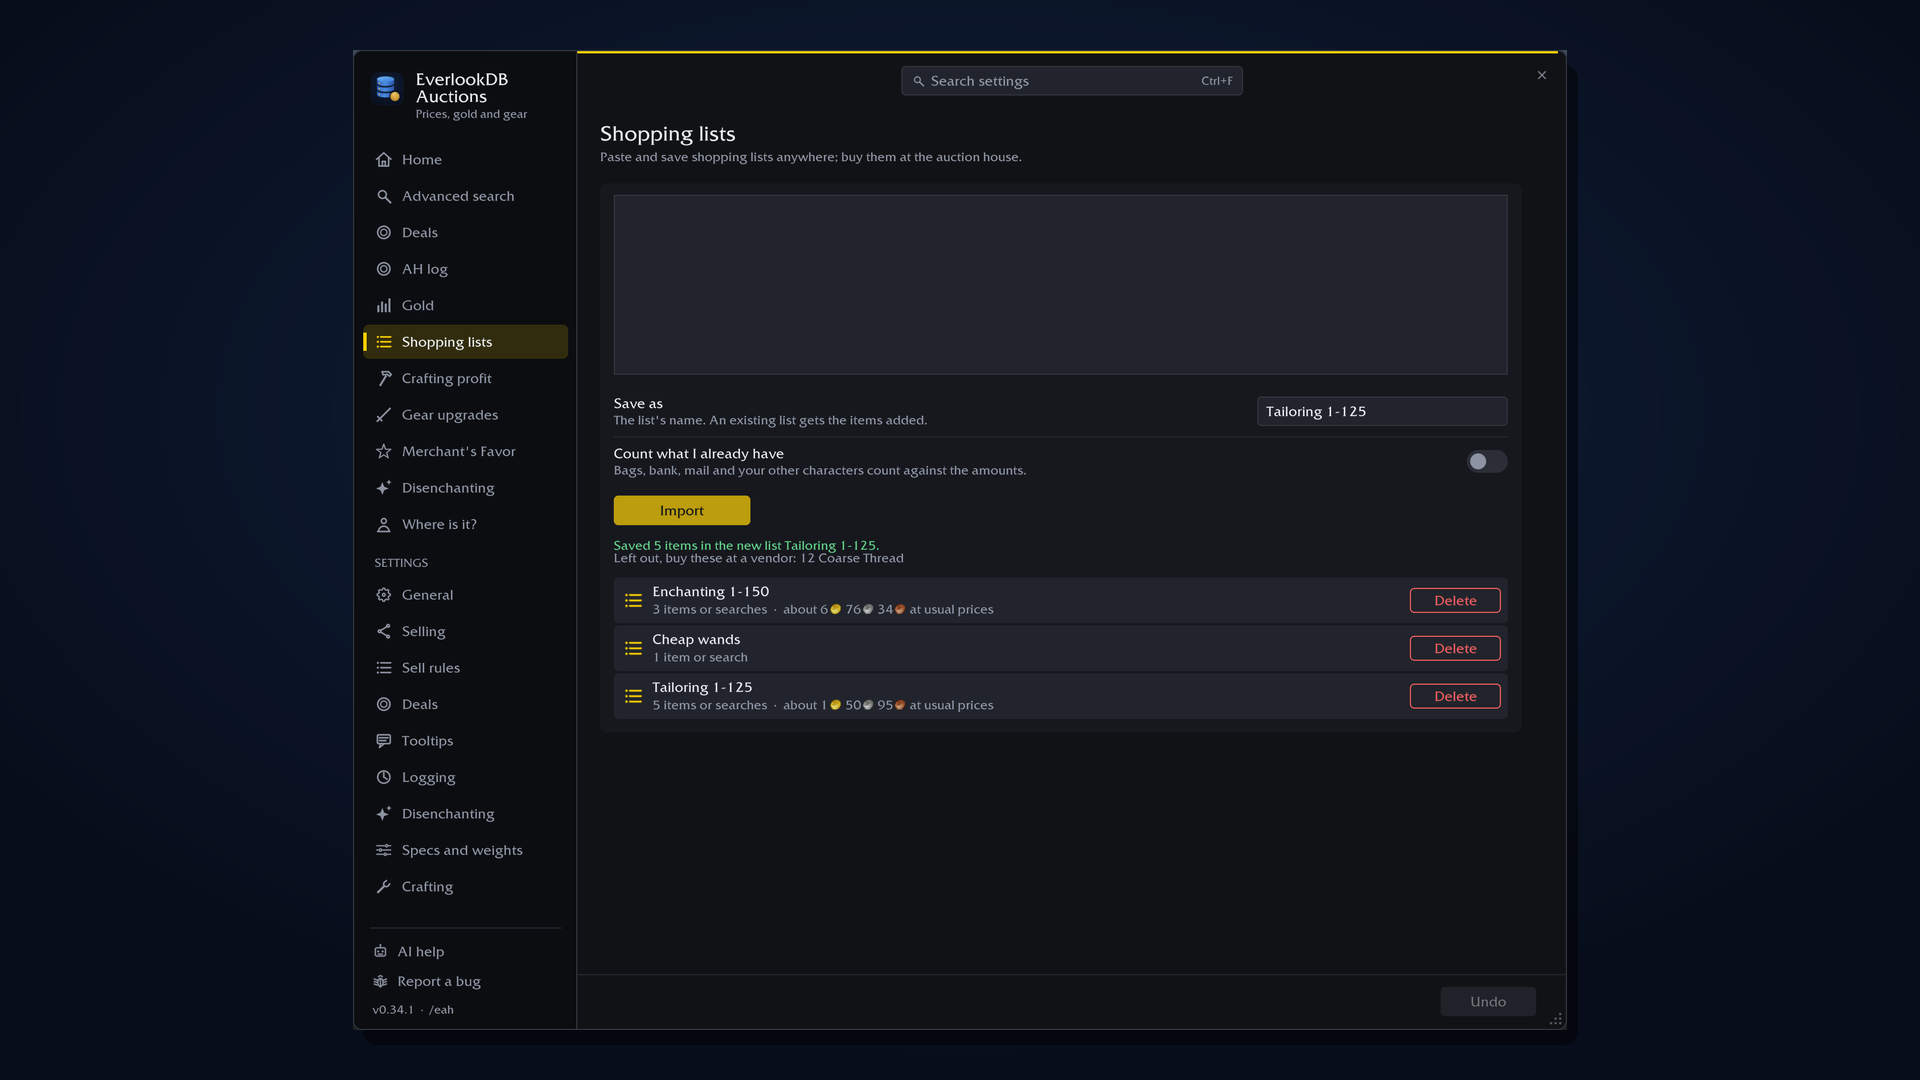 EverlookDB
Auctions
Prices, gold and gear
Home
Advanced search
Deals
AH log
Gold
Shopping lists
Crafting profit
Gear upgrades
Merchant's Favor
Disenchanting
Where is it?
SETTINGS
General
Selling
Sell rules
Deals
Tooltips
Logging
Disenchanting
Specs and weights
Crafting
AI help
Report a bug
v0.34.1 · /eah
Search settings Ctrl+F
Shopping lists
Paste and save shopping lists anywhere; buy them at the auction house.
Save as
The list's name. An existing list gets the items added.
Tailoring 1-125
Count what I already have
Bags, bank, mail and your other characters count against the amounts.
Import
Saved 5 items in the new list Tailoring 1-125.
Left out, buy these at a vendor: 12 Coarse Thread
Enchanting 1-150
3 items or searches · about 6 76 34 at usual prices
Delete
Cheap wands
1 item or search
Delete
Tailoring 1-125
5 items or searches · about 1 50 95 at usual prices
Delete
Undo